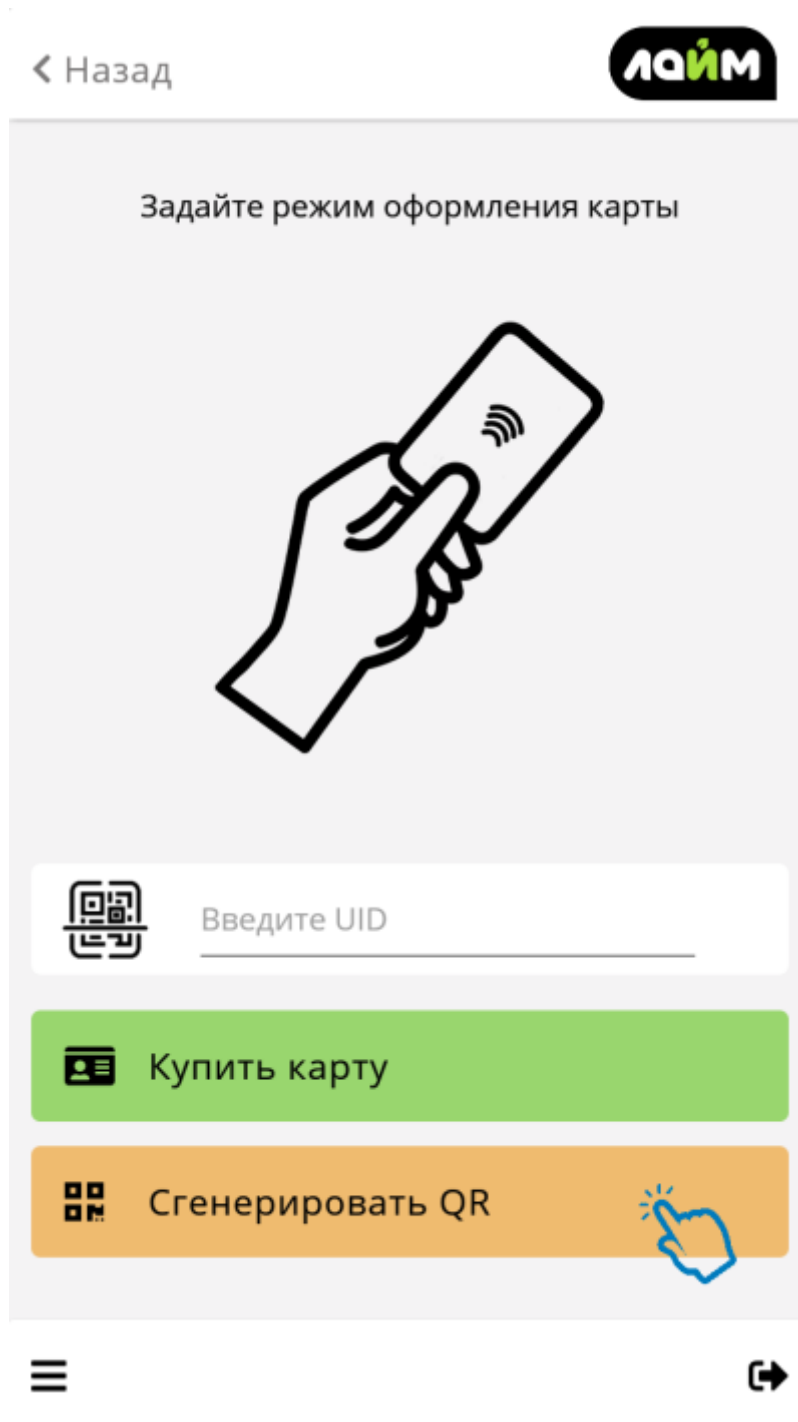 Назад
лайм
Задайте режим оформления карты
Введите UID
Купить карту
Сгенерировать QR